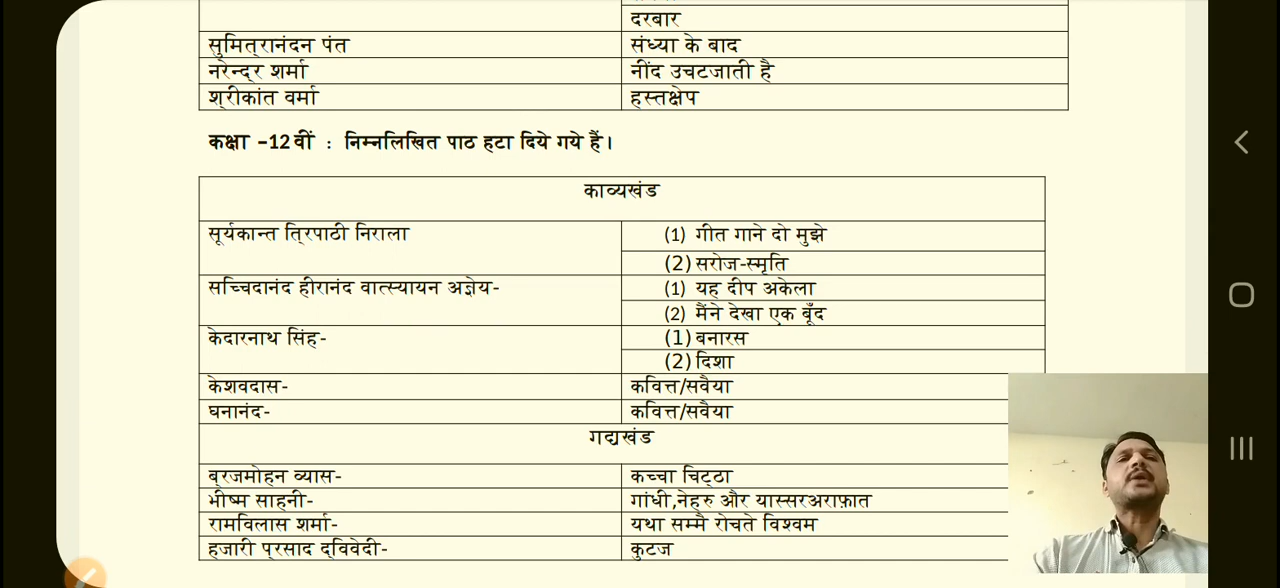 दरबार
सुमित्‌रानंदन पंत संध्या के बाद
नरेन्द्‌र शर्मा नींद उचटजाती है
श्‌रीकांत वर्मा हस्तक्षेप
कक्षा –12वीं : निम्नलिखित पाठ हटा दिये गये हैं।
काव्यखंड
सूर्यकान्त ति्‌रपाठी निराला (1) गीत गाने दो मुझे
(2) सरोज-स्मृति
सच्चिदानंद हीरानंद वात्स्यायन अज्ञेय- (1) यह दीप अकेला
(2) मैंने देखा एक बूँद
केदारनाथ सिंह- (1) बनारस
(2) दिशा
केशवदास- कवित्त/सवैया
घनानंद- कवित्त/सवैया
गद्यखंड
ब्‌रजमोहन व्यास- कच्चा चिट्‌ठा
भीष्म साहनी- गांधी,नेहरु और यास्सरअराफ़ात
रामविलास शर्मा- यथा सम्मै रोचते विश्वम
हजारी प्‌रसाद द्‌विवेदी- कुटज